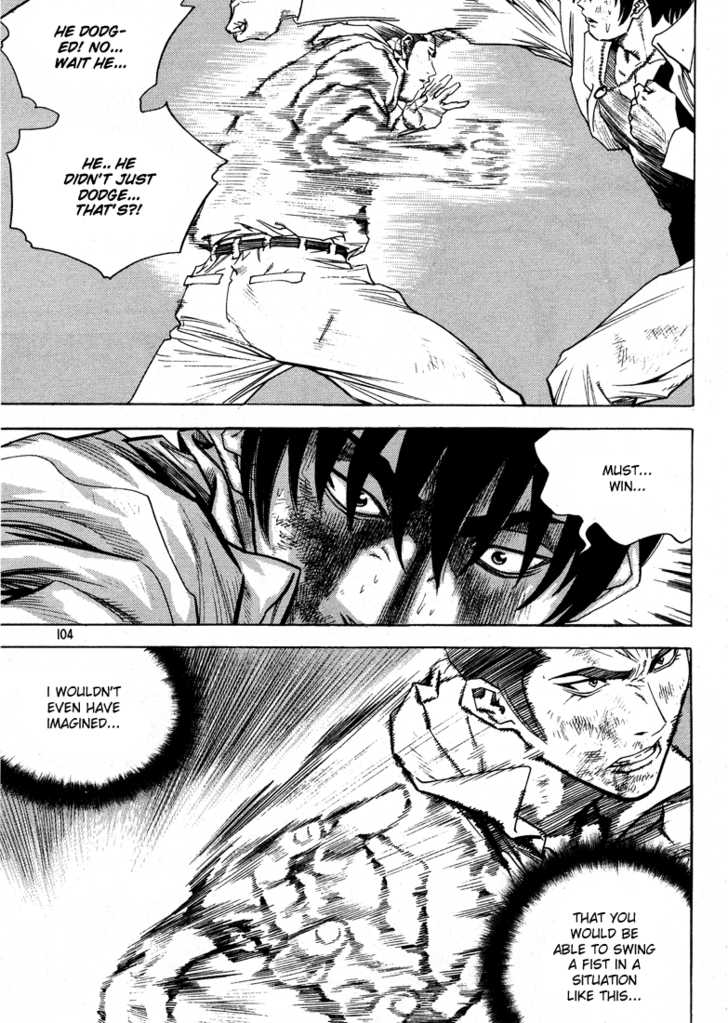 HE DODG-
ED! NO...
WAIT HE...
HE.. HE
DIDN'T JUST
DODGE...
THAT'S?!
MUST...
WIN...
104
I WOULDN'T
EVEN HAVE
IMAGINED...
THAT YOU
WOULD BE
ABLE TO SWING
A FIST IN A
SITUATION
LIKE THIS...